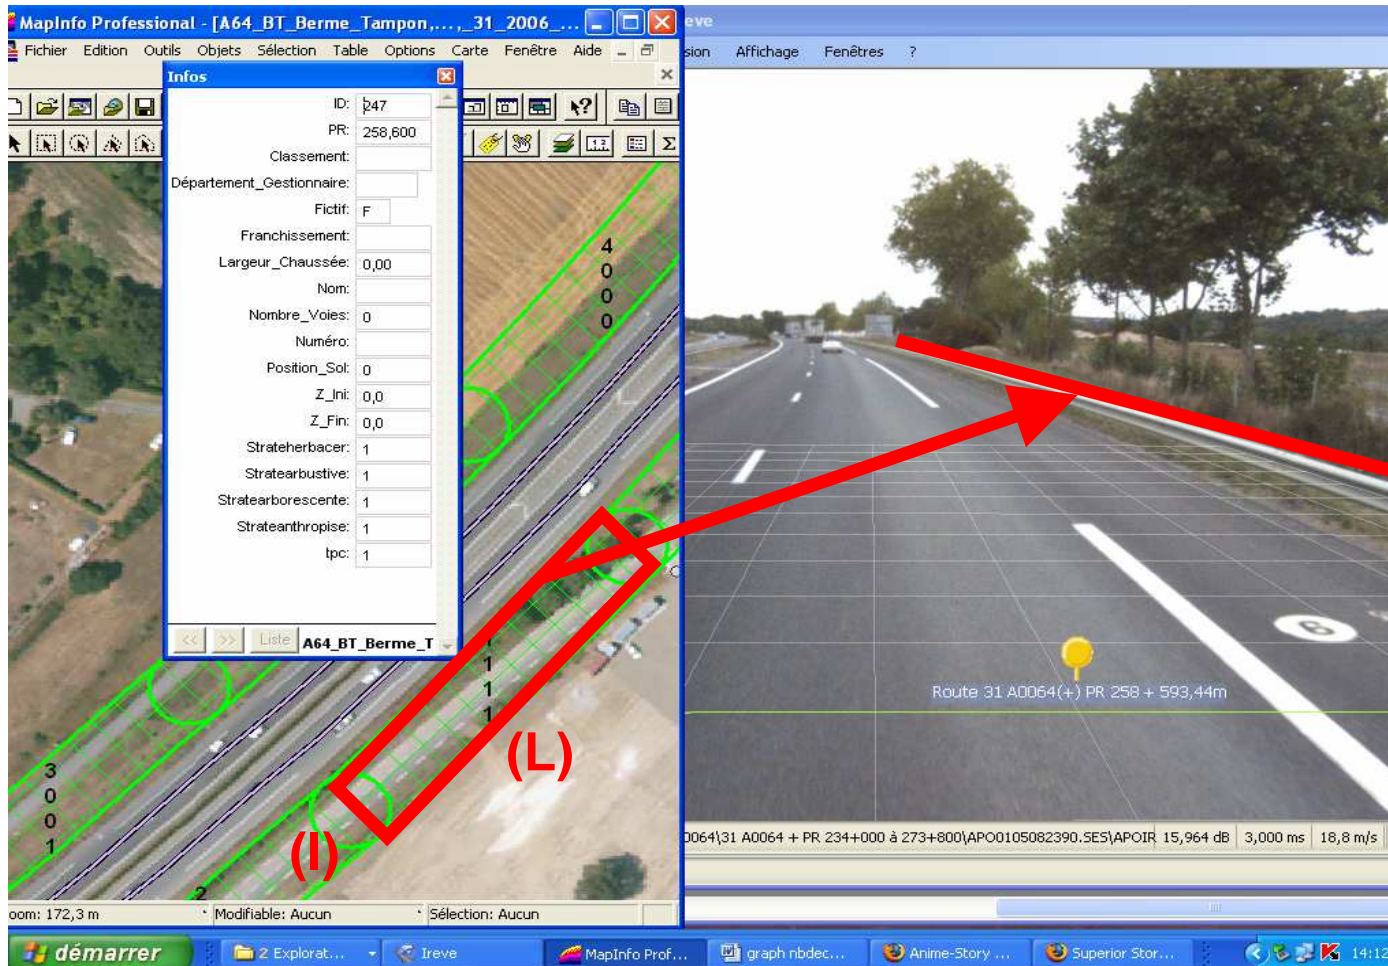 MapInfo Professional - [A64_BT_Berme_Tampon,...,_31_2006_...
Fichier Edition Outils Objets Sélection Table Options Carte Fenêtre Aide
Infos
ID: 247
PR: 258,600
Classement:
Département_Gestionnaire:
Fictif: F
Franchissement:
Largeur_Chaussée: 0,00
Nom:
Nombre_Voies: 0
Numéro:
Position_Sol: 0
Z_Ini: 0,0
Z_Fin: 0,0
Strateherbacer: 1
Stratearbustive: 1
Stratearborescente: 1
Strateanthropise: 1
tpc: 1
<< >> Liste A64_BT_Berme_T
4
0
0
0
1
1
1
3
0
0
1
2
(L)
(l)
oom: 172,3 m Modifiable: Aucun Sélection: Aucun
eve
sion Affichage Fenêtres ?
6
Route 31 A0064(+) PR 258 + 593,44m
0064\31 A0064 + PR 234+000 à 273+800\APO0105082390.SES\APOIR 15,964 dB 3,000 ms 18,8 m/s
démarrer 2 Explorat... Ireve MapInfo Prof... graph nbdec... Anime-Story ... Superior Stor... 14:12